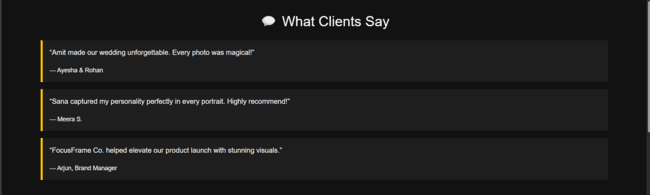 💬 What Clients Say
"Amit made our wedding unforgettable. Every photo was magical!"
— Ayesha & Rohan
"Sana captured my personality perfectly in every portrait. Highly recommend!"
— Meera S.
"FocusFrame Co. helped elevate our product launch with stunning visuals."
— Arjun, Brand Manager